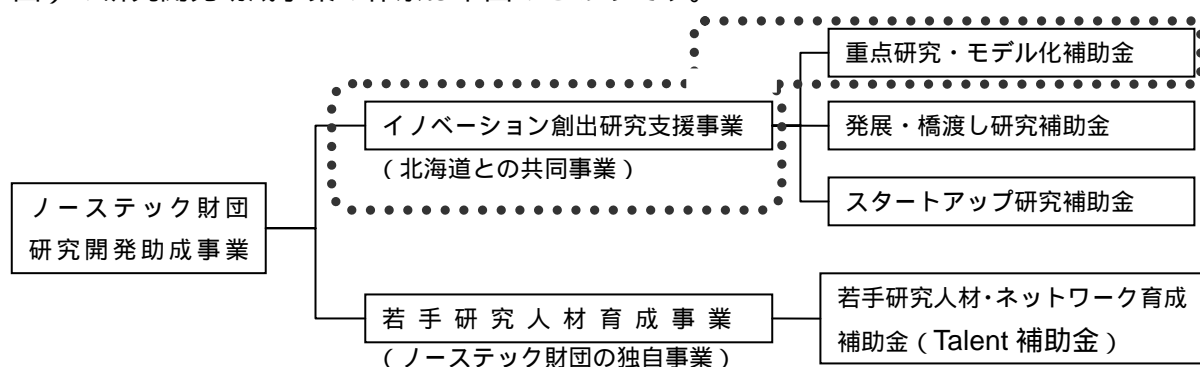 重点研究・モデル化補助金
イノベーション創出研究支援事業
（北海道との共同事業）
発展・橋渡し研究補助金
スタートアップ研究補助金
ノーステック財団
研究開発助成事業
若手研究人材育成事業
（ノーステック財団の独自事業）
若手研究人材・ネットワーク育成
補助金（Talent 補助金）